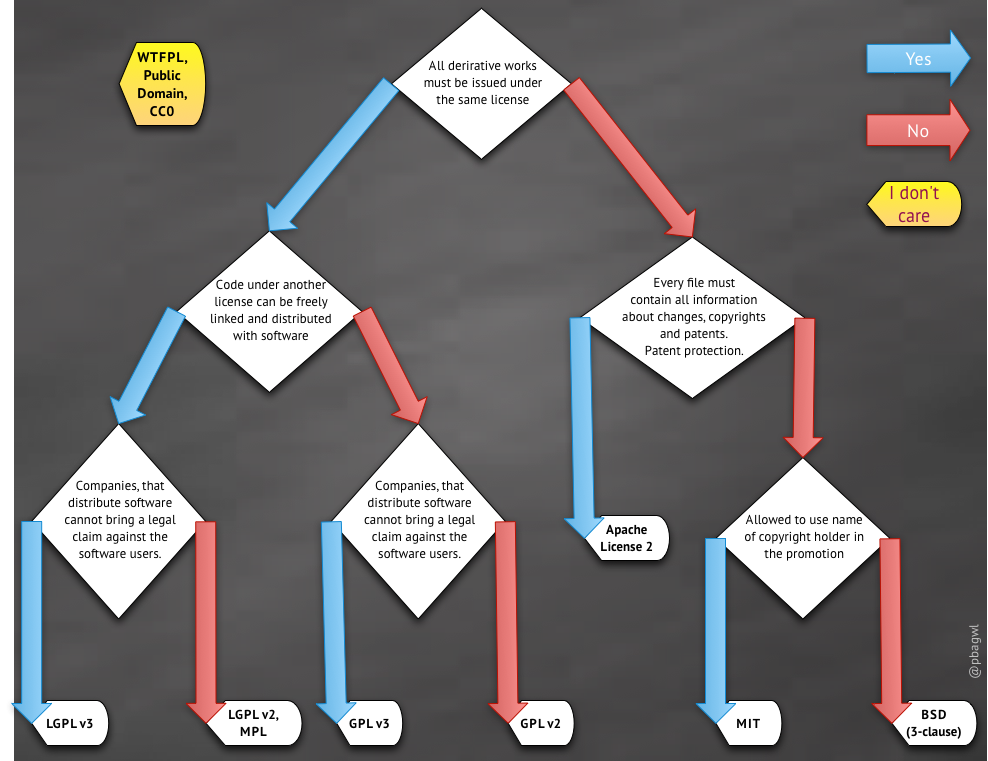 WTFPL,
Public
Domain,
CC0
All derirative works
must be issued under
the same license
Yes
No
I don't
care
Code under another
license can be freely
linked and distributed
with software
Every file must
contain all information
about changes, copyrights
and patents.
Patent protection.
Companies, that
distribute software
cannot bring a legal
claim against the
software users.
Companies, that
distribute software
cannot bring a legal
claim against the
software users.
Apache
License 2
Allowed to use name
of copyright holder in
the promotion
LGPL v3
LGPL v2,
MPL
GPL v3
GPL v2
MIT
BSD
(3-clause)
@pbagwl